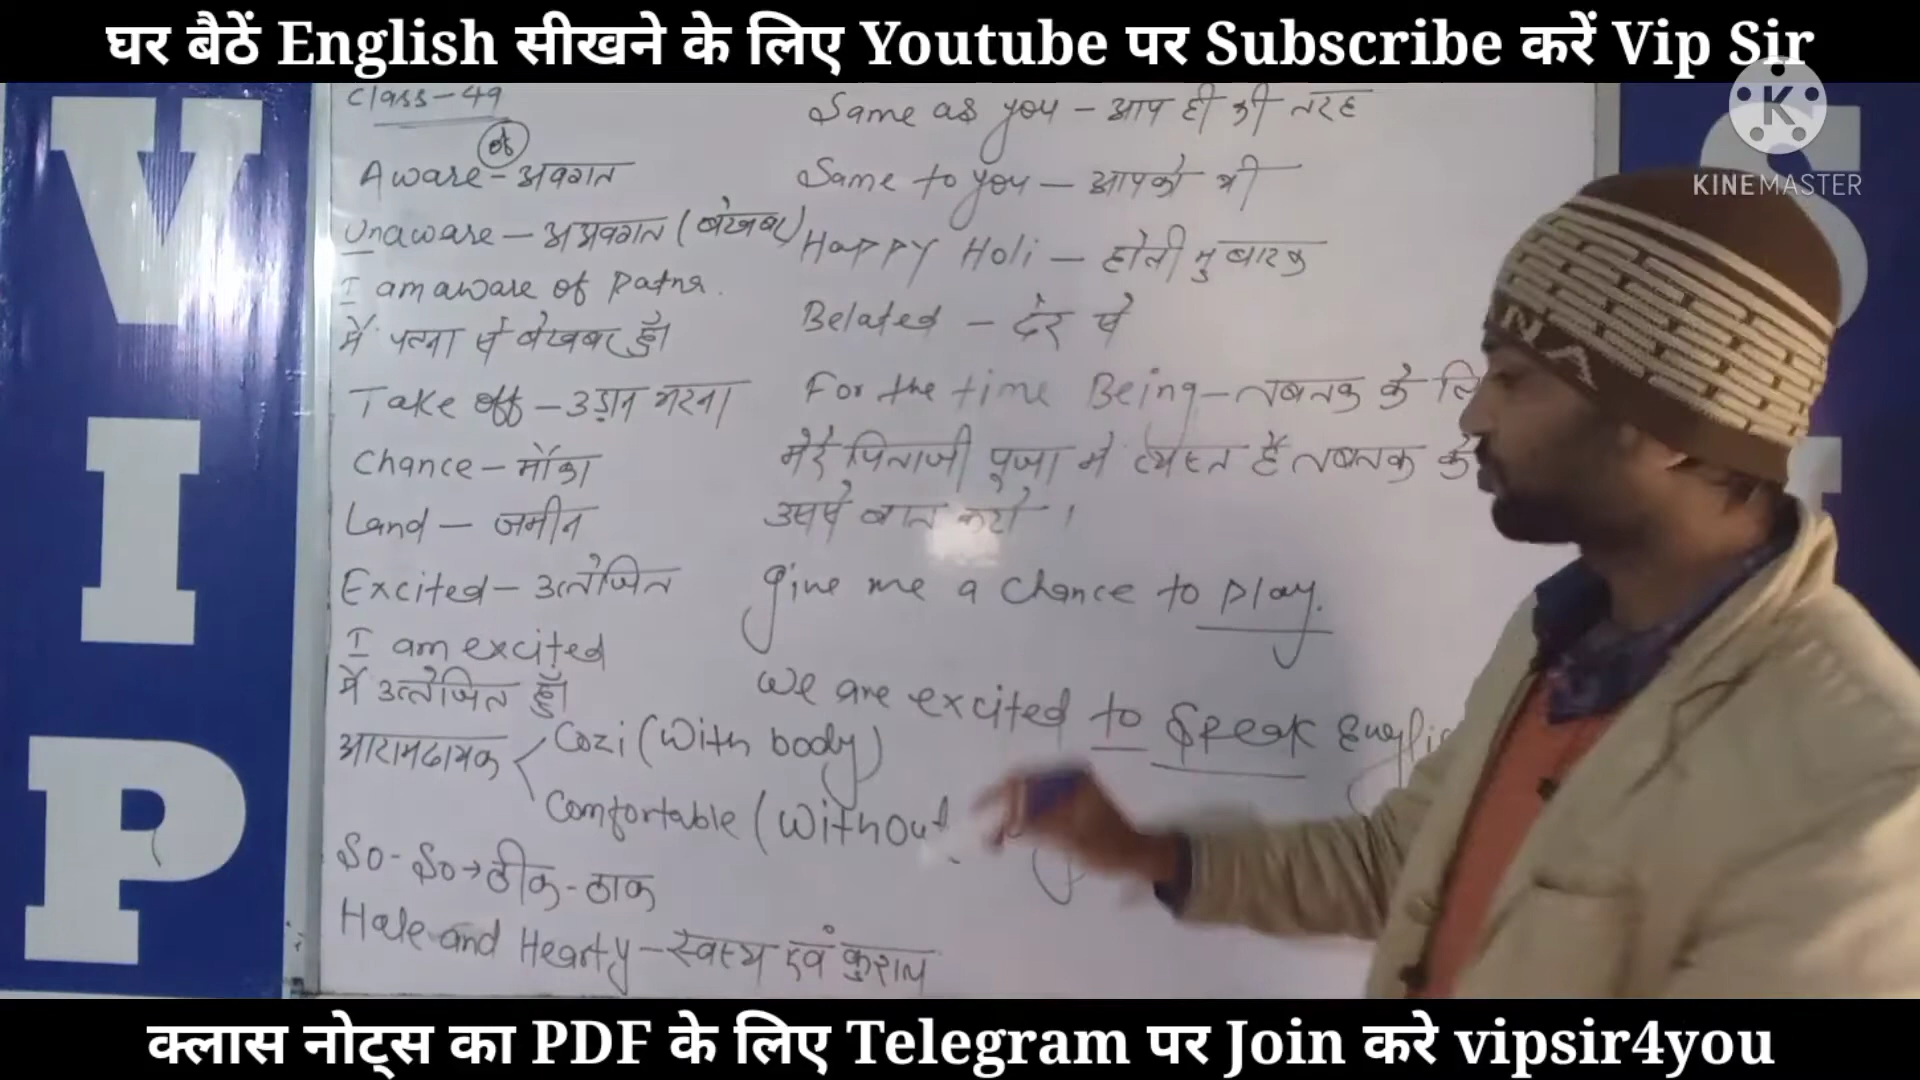 घर बैठें English सीखने के लिए Youtube पर Subscribe करें Vip Sir
KINEMASTER
VIP
S
Class-49
of
Aware - अवगत
Unaware - अअवगत (बेखबर)
I am aware of Patna.
मैं पटना से बेखबर हूँ।
Take off - उड़ान भरना
Chance - मौका
Land - जमीन
Excited - उत्तेजित
I am excited
मैं उत्तेजित हूँ।
आरामदायक Cozi (With body)
Comfortable (Without
So-So → ठीक-ठाक
Hale and Hearty - स्वस्थ एवं कुशल
Same as you - आप ही की तरह
Same to you - आपको भी
Happy Holi - होली मुबारक
Belated - देर से
For the time Being - तबतक के
मेरे पिताजी पूजा में व्यस्त हैं तबतक के
उससे बात करो।
Give me a chance to play.
We are excited to Speak
क्लास नोट्स का PDF के लिए Telegram पर Join करे vipsir4you